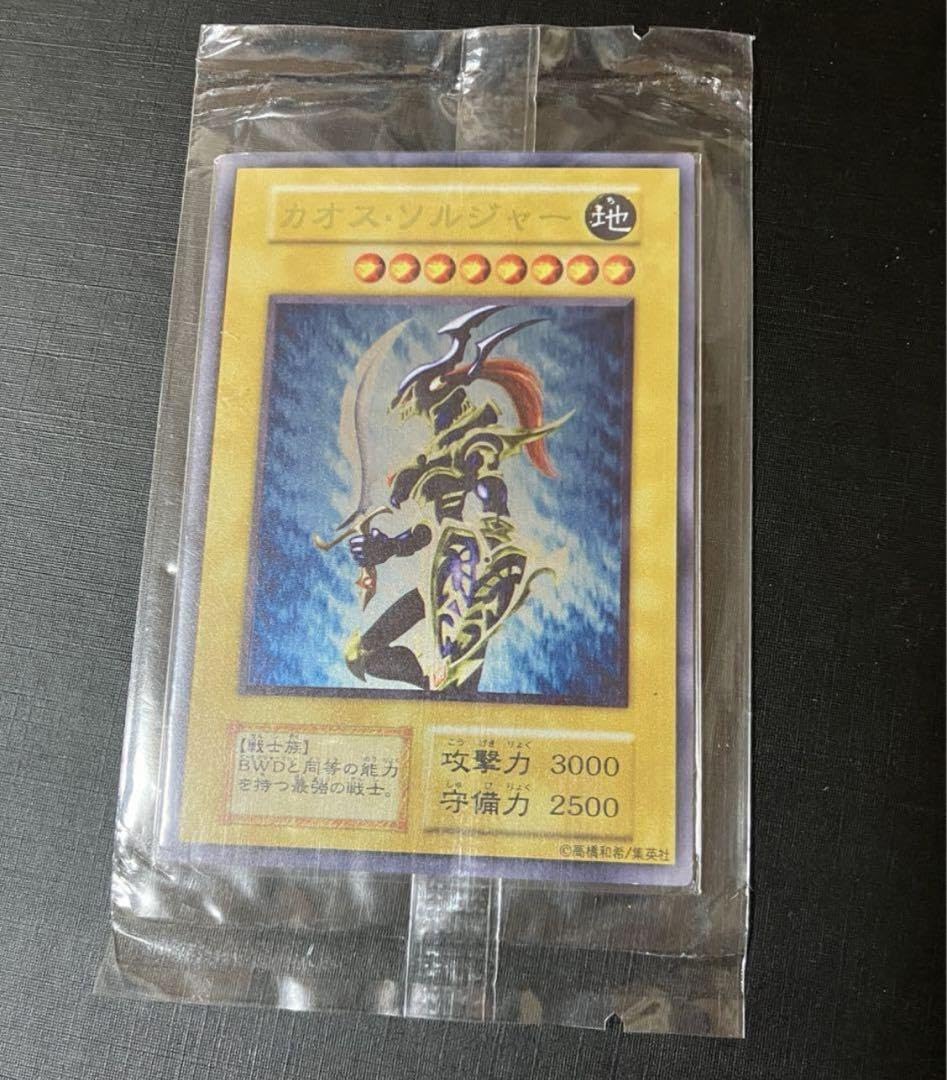 カオス・ソルジャー 地
【戦士族】
BWDと同等の能力
を持つ最強の戦士。
攻撃力 3000
守備力 2500
©高橋和希/集英社